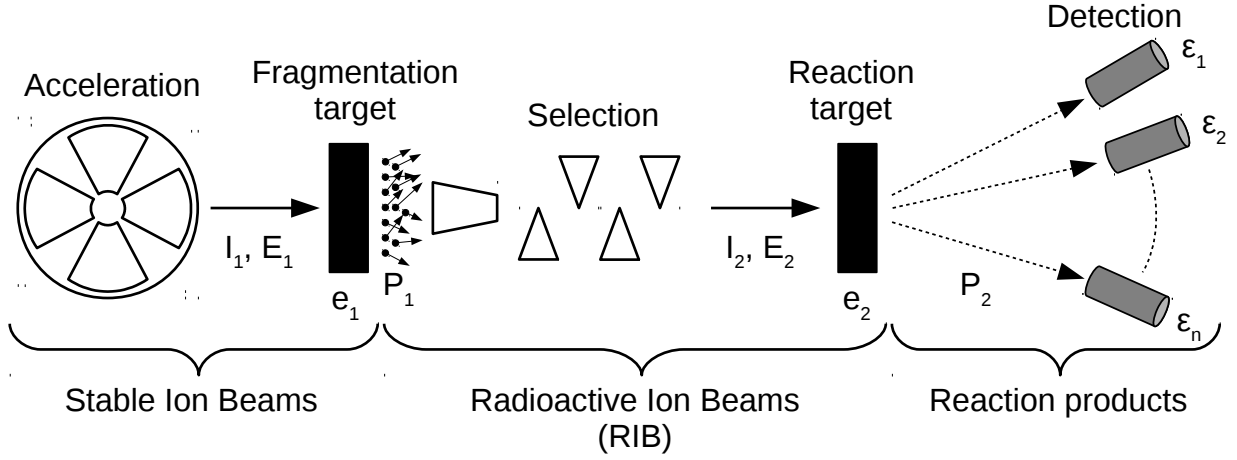 Detection
Acceleration
Fragmentation
target
Selection
Reaction
target
ε₁
ε₂
εₙ
I₁, E₁
e₁
P₁
I₂, E₂
e₂
P₂
Stable Ion Beams
Radioactive Ion Beams
(RIB)
Reaction products